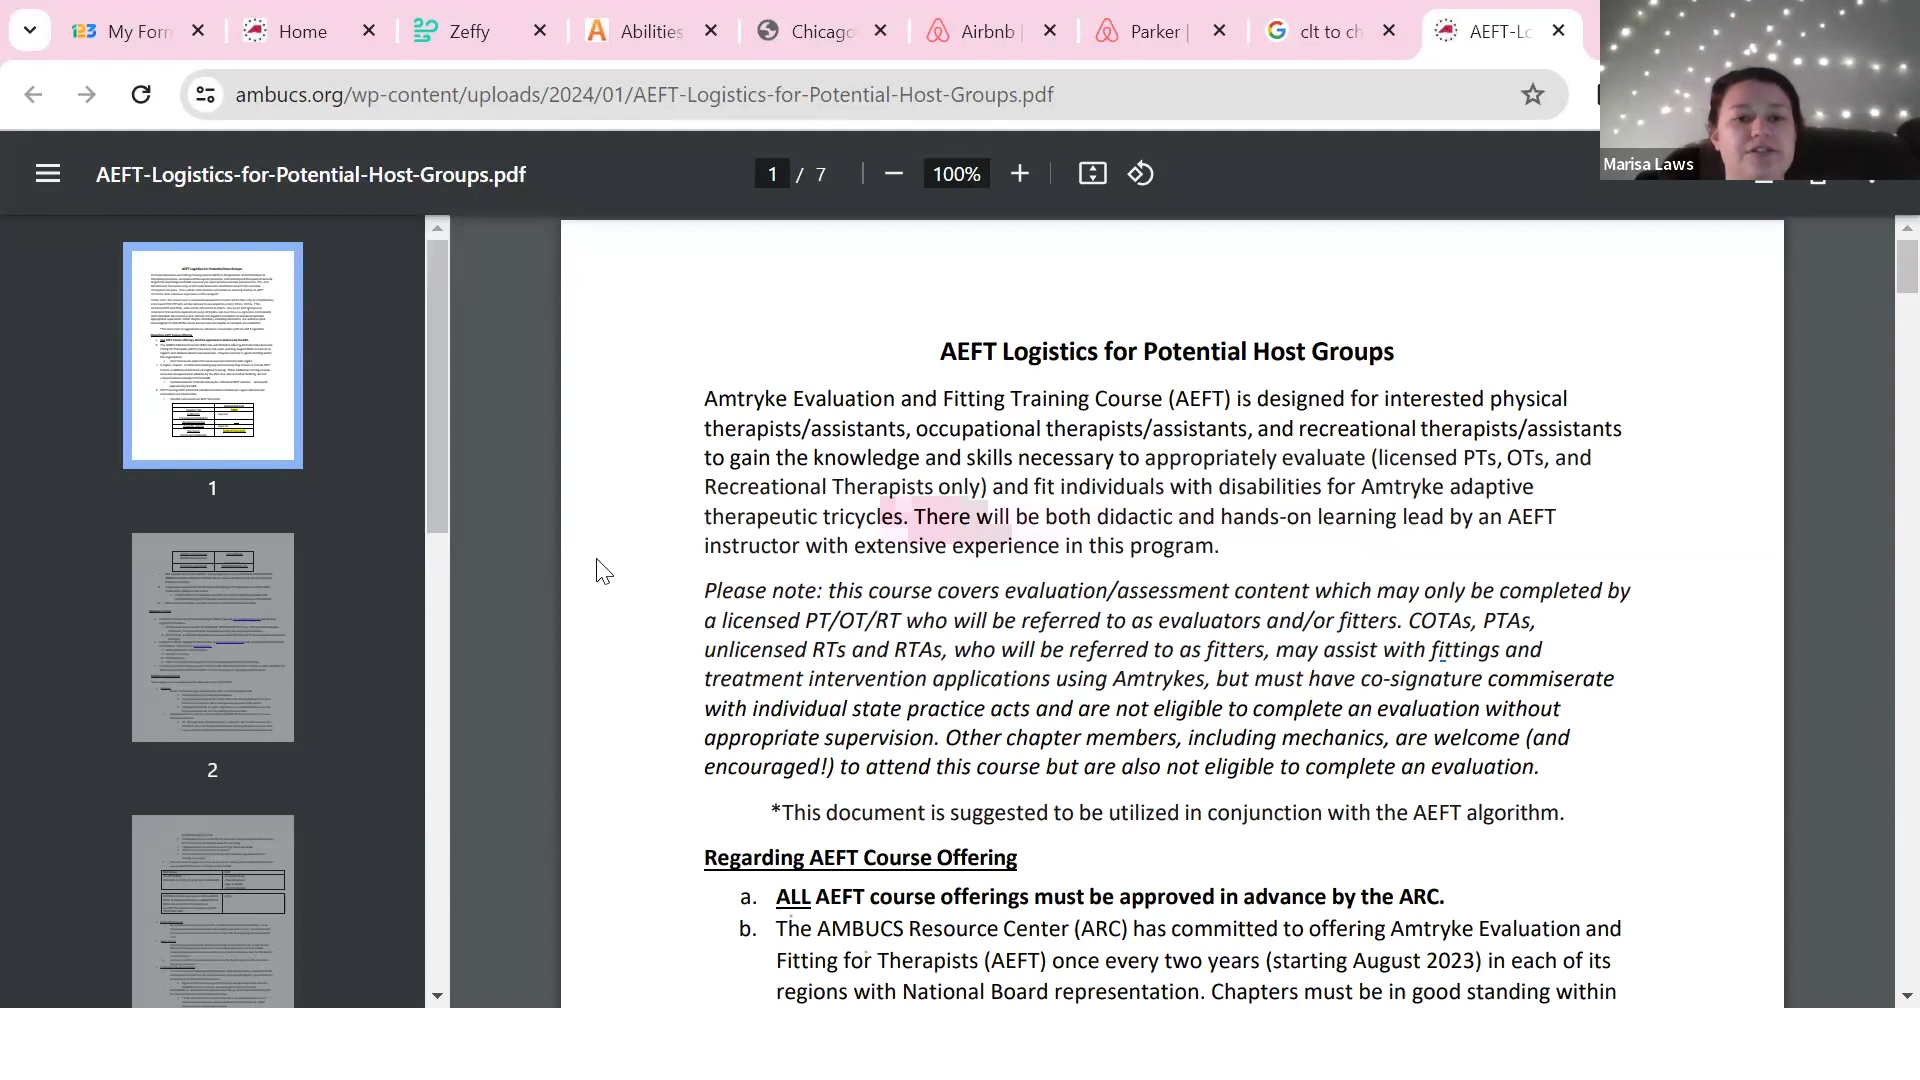 My Forn
Home
Zeffy
Abilities
Chicago
Airbnb |
Parker |
clt to ch
AEFT-Lo
ambucs.org/wp-content/uploads/2024/01/AEFT-Logistics-for-Potential-Host-Groups.pdf
Marisa Laws
AEFT-Logistics-for-Potential-Host-Groups.pdf
1 / 7
100%
1
2
AEFT Logistics for Potential Host Groups
Amtryke Evaluation and Fitting Training Course (AEFT) is designed for interested physical
therapists/assistants, occupational therapists/assistants, and recreational therapists/assistants
to gain the knowledge and skills necessary to appropriately evaluate (licensed PTs, OTs, and
Recreational Therapists only) and fit individuals with disabilities for Amtryke adaptive
therapeutic tricycles. There will be both didactic and hands-on learning lead by an AEFT
instructor with extensive experience in this program.
Please note: this course covers evaluation/assessment content which may only be completed by
a licensed PT/OT/RT who will be referred to as evaluators and/or fitters. COTAs, PTAs,
unlicensed RTs and RTAs, who will be referred to as fitters, may assist with fittings and
treatment intervention applications using Amtrykes, but must have co-signature commiserate
with individual state practice acts and are not eligible to complete an evaluation without
appropriate supervision. Other chapter members, including mechanics, are welcome (and
encouraged!) to attend this course but are also not eligible to complete an evaluation.
*This document is suggested to be utilized in conjunction with the AEFT algorithm.
Regarding AEFT Course Offering
a. ALL AEFT course offerings must be approved in advance by the ARC.
b. The AMBUCS Resource Center (ARC) has committed to offering Amtryke Evaluation and
Fitting for Therapists (AEFT) once every two years (starting August 2023) in each of its
regions with National Board representation. Chapters must be in good standing within